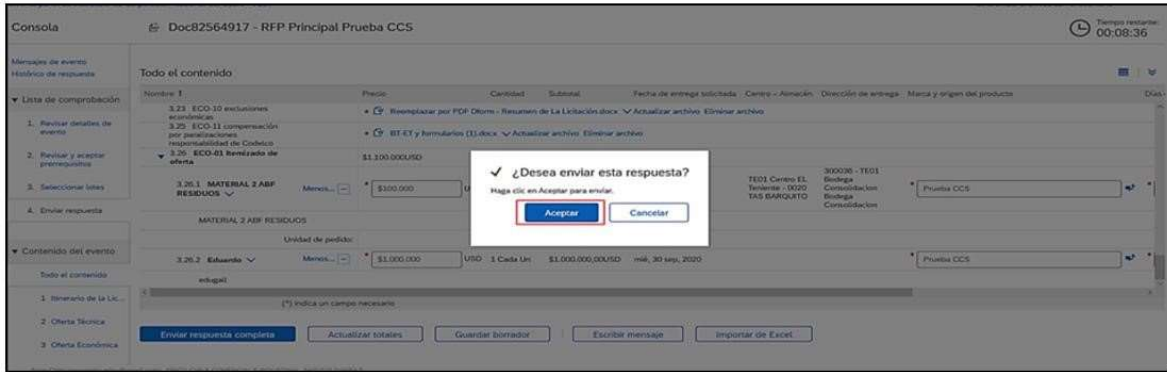 Consola
Doc82564917 - RFP Principal Prueba CCS
Tiempo restante:
00:08:36
Mensajes de evento
Histórico de respuesta
Todo el contenido
Nombre ↑ Precio Cantidad Subtotal Fecha de entrega solicitada Centro - Almacén Dirección de entrega Marca y origen del producto Días
▼ Lista de comprobación
1. Revisar detalles de evento
2. Revisar y aceptar prerrequisitos
3. Seleccionar lotes
4. Enviar respuesta
▼ Contenido del evento
Todo el contenido
1 Itinerario de la Lic...
2 Oferta Técnica
3 Oferta Económica
3.23 ECO-10 exclusiones económicas
Reemplazar por PDF Dform - Resumen de La Licitación.docx Actualizar archivo Eliminar archivo
3.25 ECO-11 compensación por paralizaciones responsabilidad de Codelco
BT-ET y formularios (1).docx Actualizar archivo Eliminar archivo
▼ 3.26 ECO-01 Itemizado de oferta
$1.100.000USD
3.26.1 MATERIAL 2 ABF RESIDUOS
Menos...
* $100.000
TE01 Centro EL Teniente - 0020 TAS BARQUITO
300036 - TE01 Bodega Consolidacion Bodega Consolidacion
* Prueba CCS
MATERIAL 2 ABF RESIDUOS
Unidad de pedido:
3.26.2 Eduardo
Menos...
* $1.000.000 USD 1 Cada Un $1.000.000,00USD mié, 30 sep, 2020
* Prueba CCS
edugail
(*) indica un campo necesario
✓ ¿Desea enviar esta respuesta?
Haga clic en Aceptar para enviar.
Aceptar
Cancelar
Enviar respuesta completa
Actualizar totales
Guardar borrador
Escribir mensaje
Importar de Excel